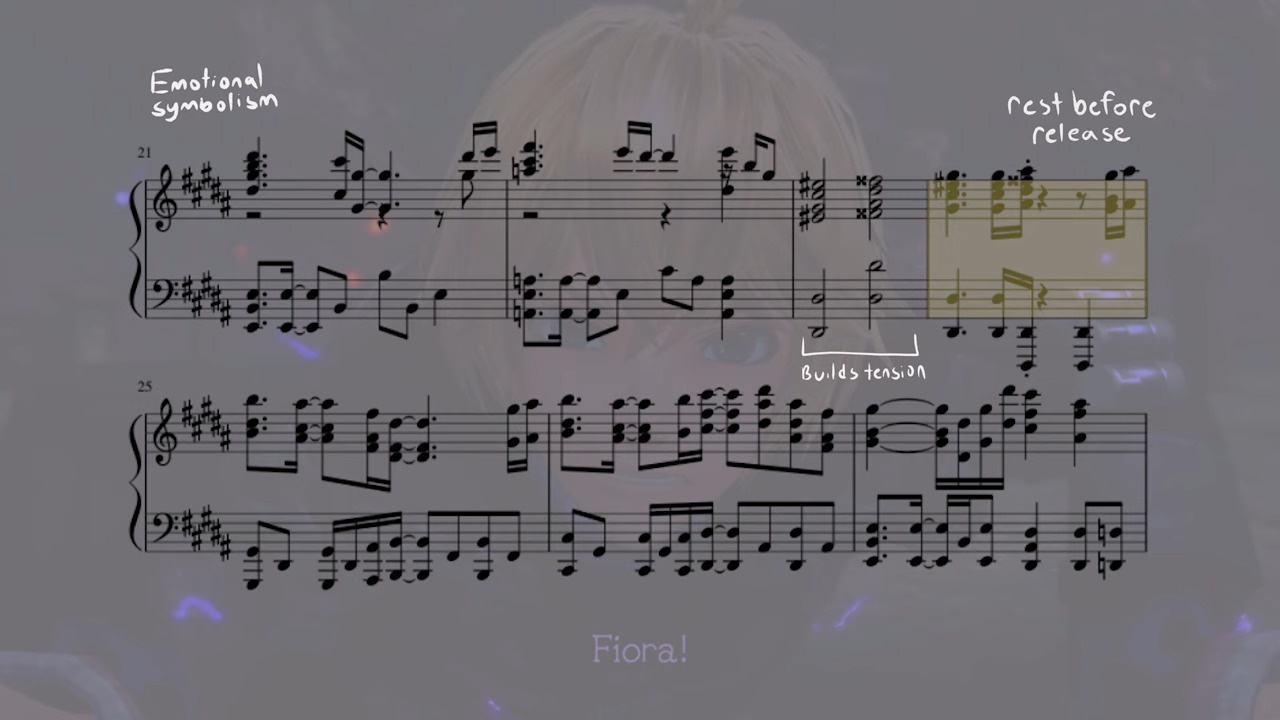 Emotional
symbolism
rest before
release
21
Builds tension
25
Fiora!